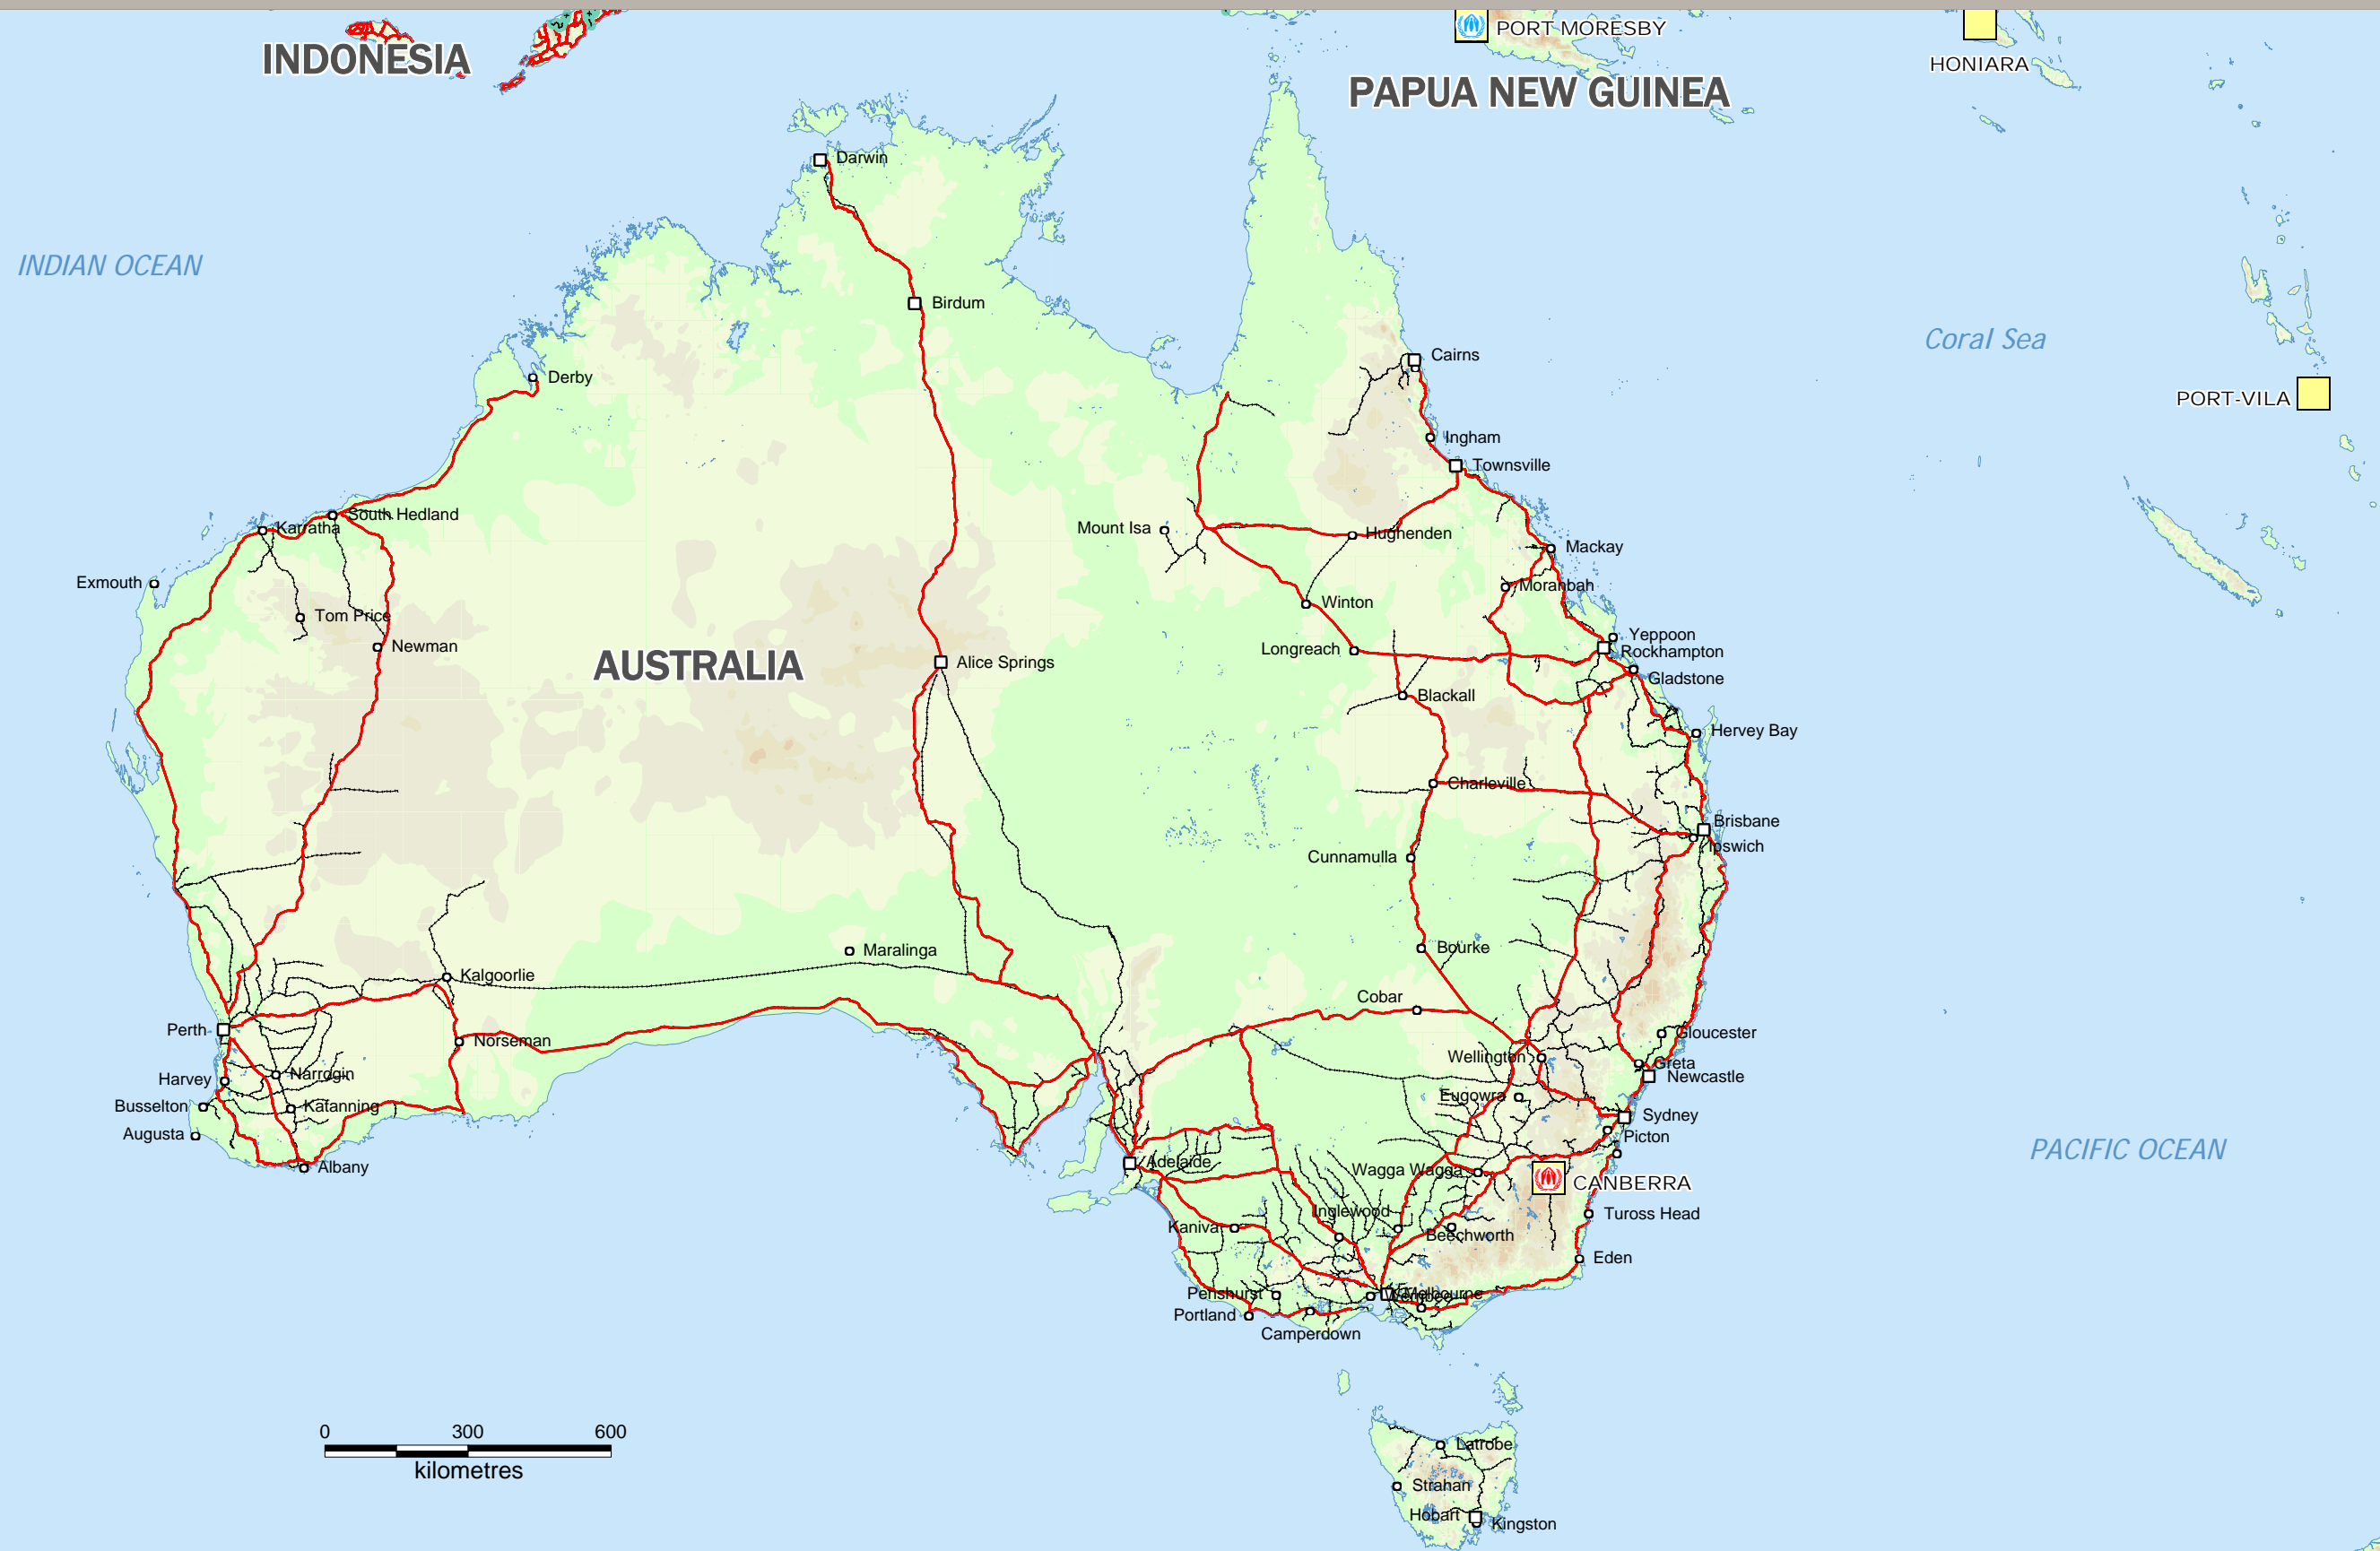 PORT MORESBY
INDONESIA
HONIARA
PAPUA NEW GUINEA
Darwin
INDIAN OCEAN
Birdum
Coral Sea
Cairns
Derby
PORT-VILA
Ingham
Townsville
South Hedland
Karratha
Mount Isa
Hughenden
Mackay
Exmouth
Moranbah
Winton
Tom Price
Yeppoon
Newman
Longreach
Rockhampton
AUSTRALIA
Alice Springs
Gladstone
Blackall
Hervey Bay
Charleville
Brisbane
Ipswich
Cunnamulla
Bourke
Maralinga
Kalgoorlie
Cobar
Perth
Gloucester
Norseman
Wellington
Greta
Narrogin
Newcastle
Harvey
Eugowra
Busselton
Katanning
Sydney
Augusta
Picton
PACIFIC OCEAN
Adelaide
Albany
Wagga Wagga
CANBERRA
Inglewood
Tuross Head
Kaniva
Beechworth
Eden
Penshurst
Melbourne
Portland
Camperdown
0 300 600
kilometres
Latrobe
Strahan
Hobart
Kingston